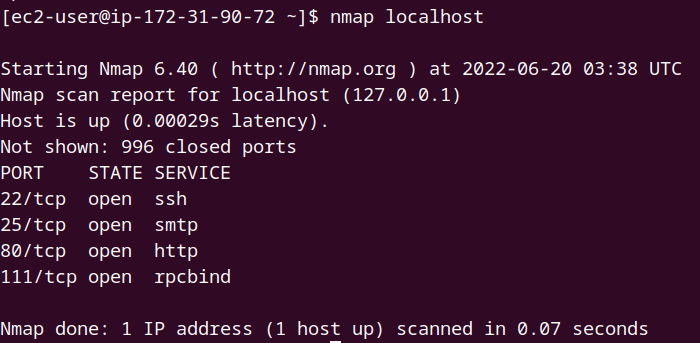 [ec2-user@ip-172-31-90-72 ~]$ nmap localhost
Starting Nmap 6.40 ( http://nmap.org ) at 2022-06-20 03:38 UTC
Nmap scan report for localhost (127.0.0.1)
Host is up (0.00029s latency).
Not shown: 996 closed ports
PORT    STATE SERVICE
22/tcp  open  ssh
25/tcp  open  smtp
80/tcp  open  http
111/tcp open  rpcbind
Nmap done: 1 IP address (1 host up) scanned in 0.07 seconds